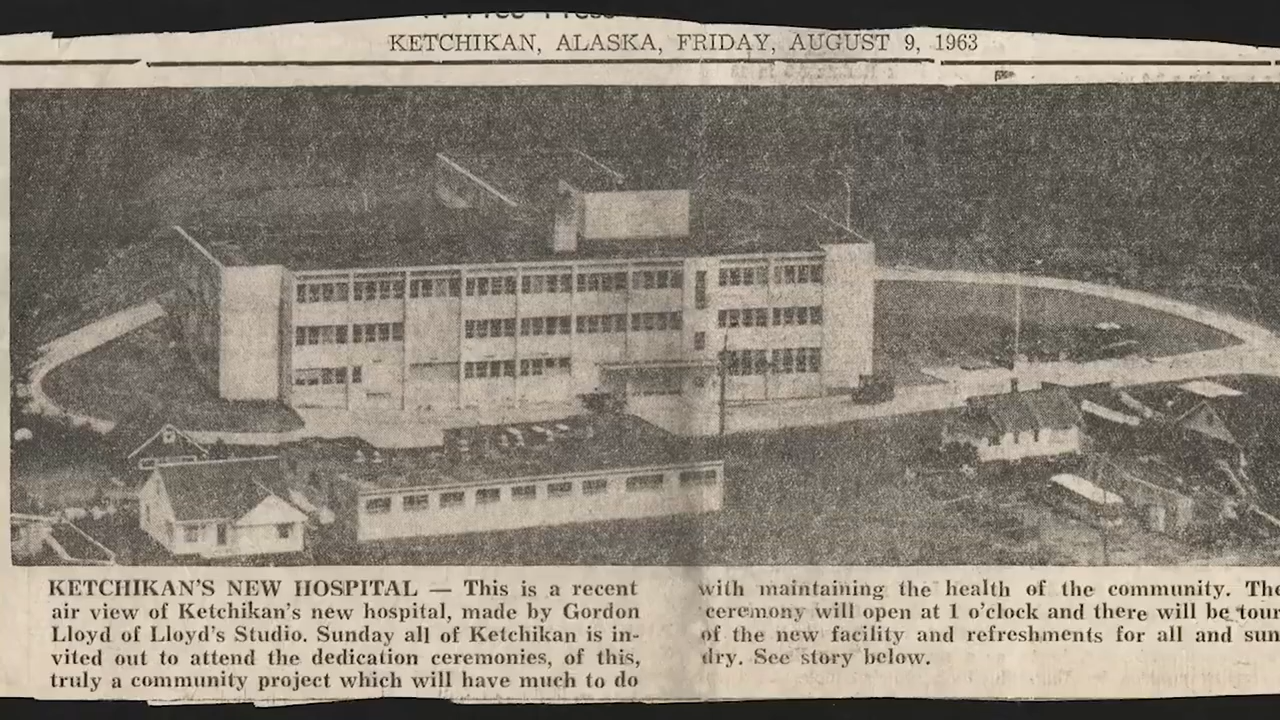 KETCHIKAN, ALASKA, FRIDAY, AUGUST 9, 1963
KETCHIKAN'S NEW HOSPITAL — This is a recent
air view of Ketchikan's new hospital, made by Gordon
Lloyd of Lloyd's Studio. Sunday all of Ketchikan is in-
vited out to attend the dedication ceremonies, of this,
truly a community project which will have much to do
with maintaining the health of the community. The
ceremony will open at 1 o'clock and there will be tour
of the new facility and refreshments for all and sun
dry. See story below.